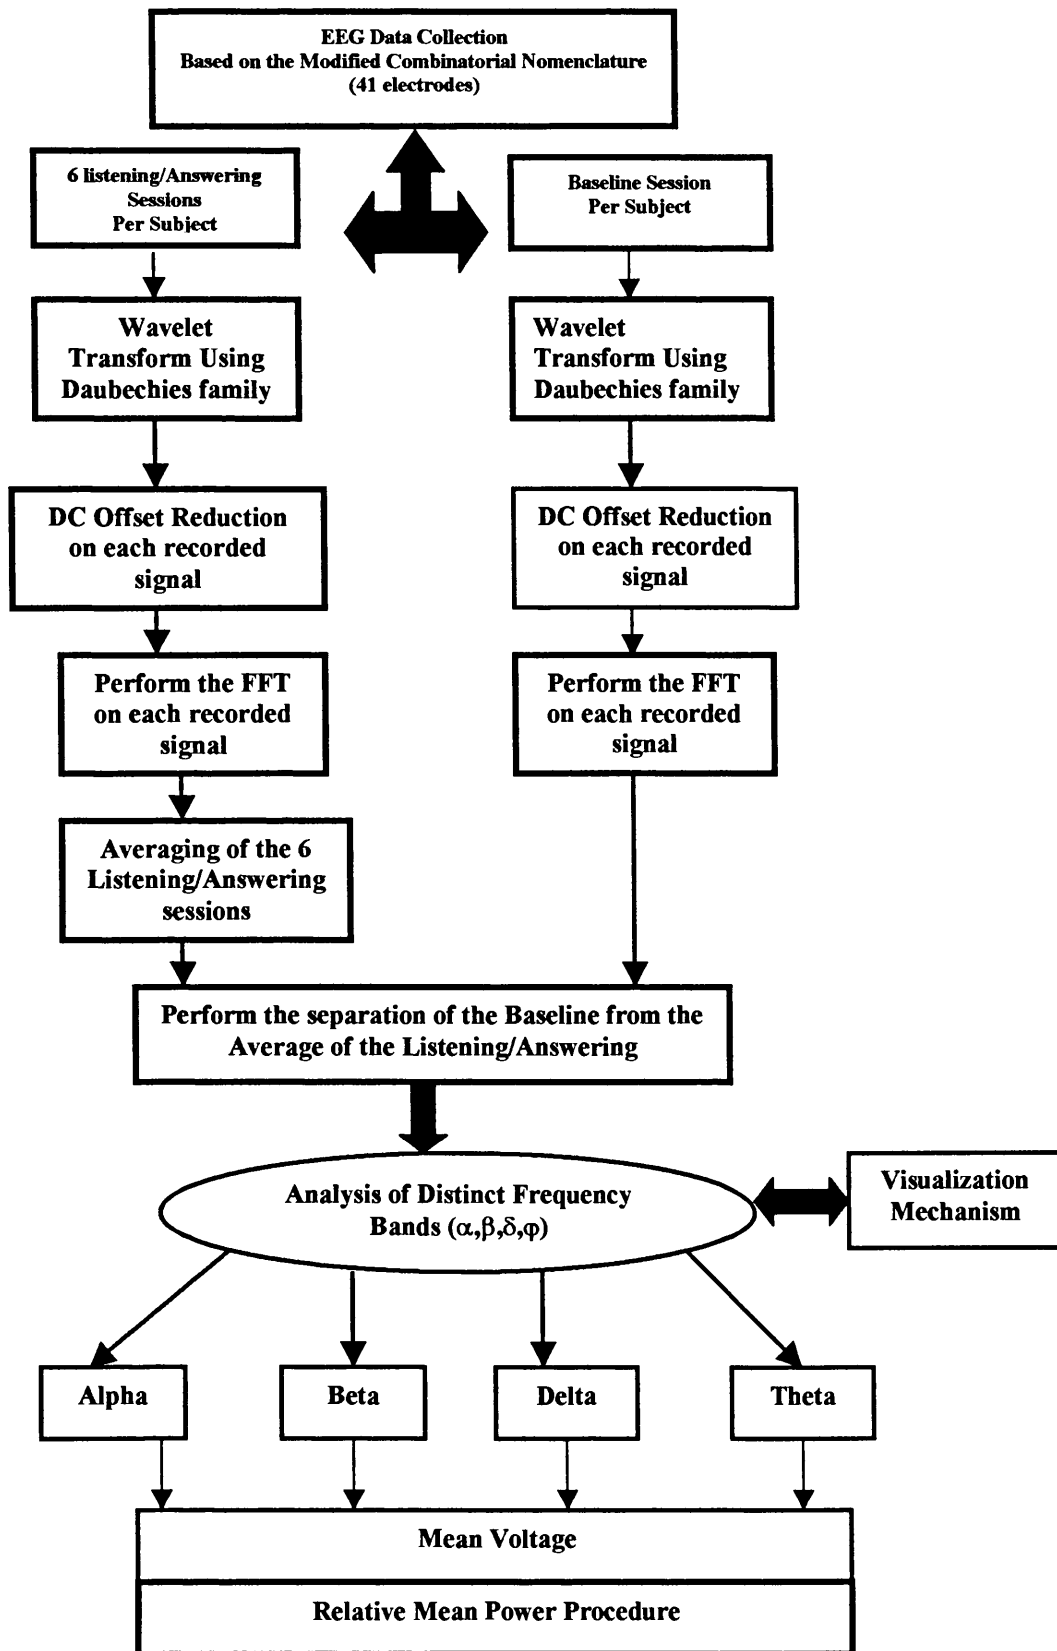 EEG Data Collection
Based on the Modified Combinatorial Nomenclature
(41 electrodes)
6 listening/Answering
Sessions
Per Subject
Baseline Session
Per Subject
Wavelet
Transform Using
Daubechies family
Wavelet
Transform Using
Daubechies family
DC Offset Reduction
on each recorded
signal
DC Offset Reduction
on each recorded
signal
Perform the FFT
on each recorded
signal
Perform the FFT
on each recorded
signal
Averaging of the 6
Listening/Answering
sessions
Perform the separation of the Baseline from the
Average of the Listening/Answering
Analysis of Distinct Frequency
Bands (α,β,δ,φ)
Visualization
Mechanism
Alpha
Beta
Delta
Theta
Mean Voltage
Relative Mean Power Procedure